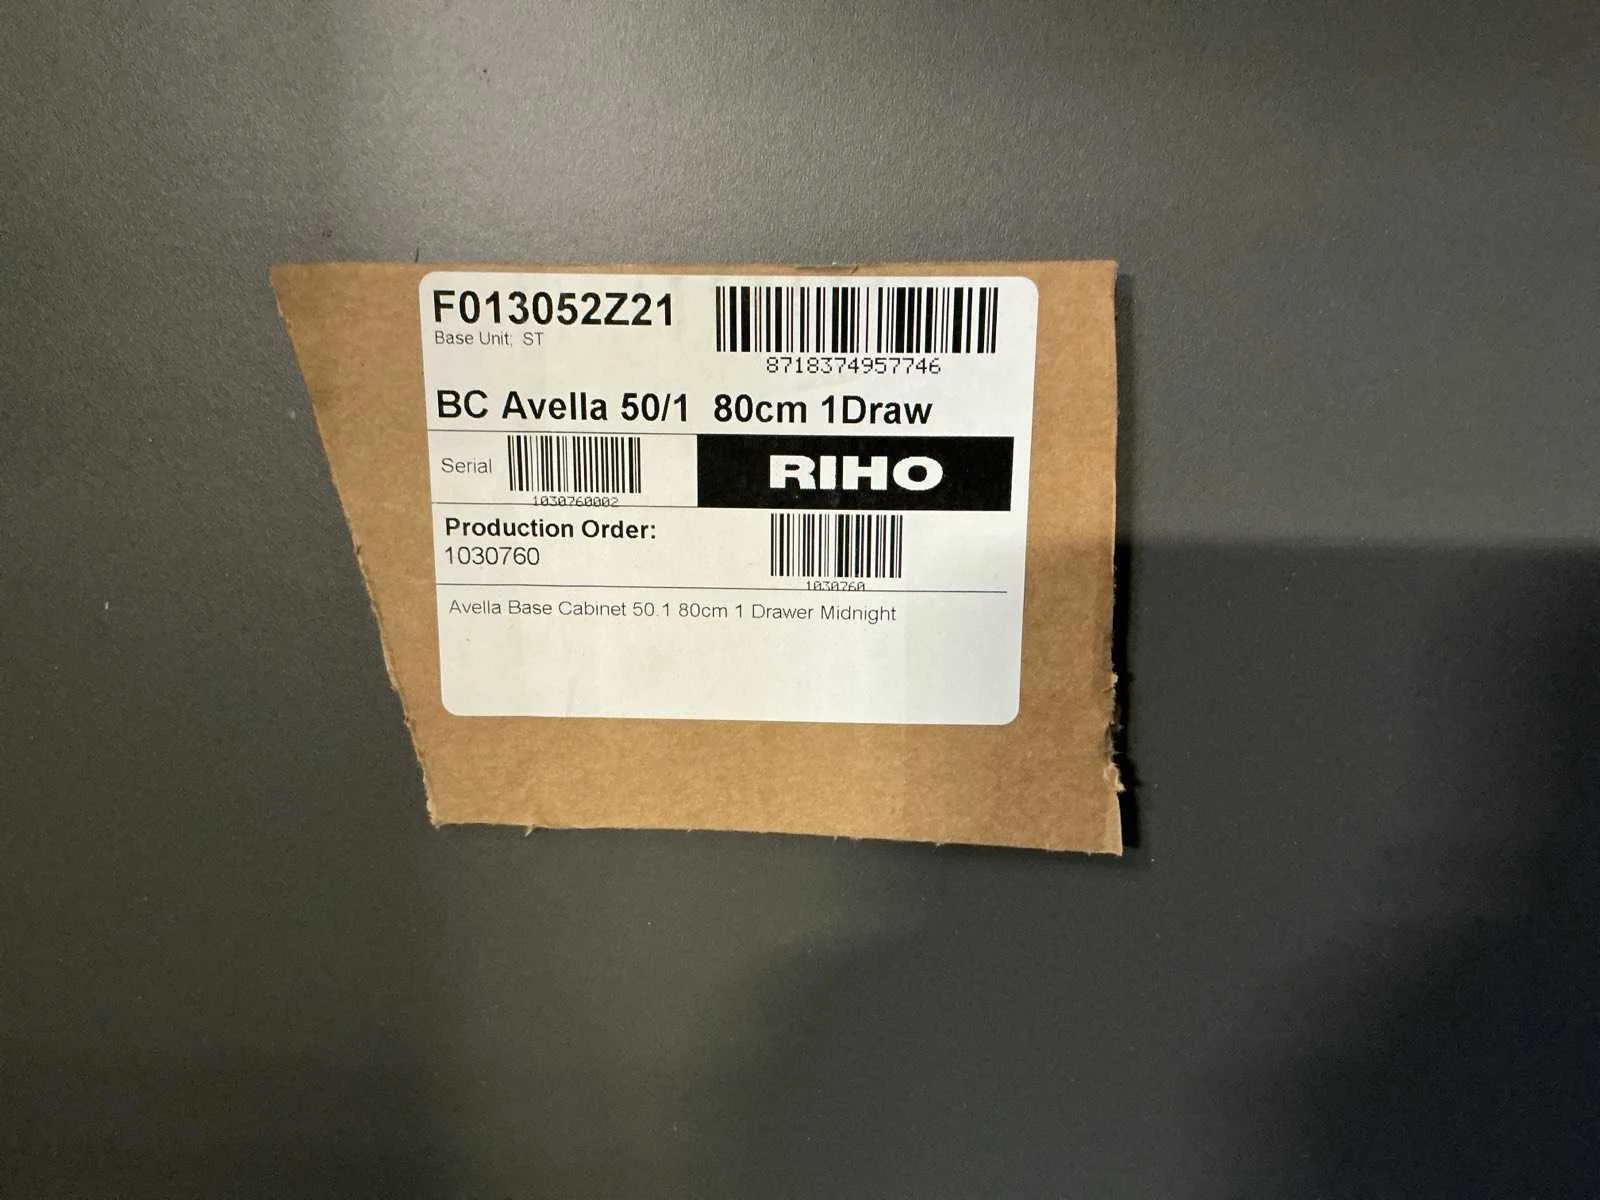 F013052Z21
Base Unit; ST
8718374957746
BC Avella 50/1 80cm 1Draw
Serial
1030760002
RIHO
Production Order:
1030760
1030760
Avella Base Cabinet 50.1 80cm 1 Drawer Midnight